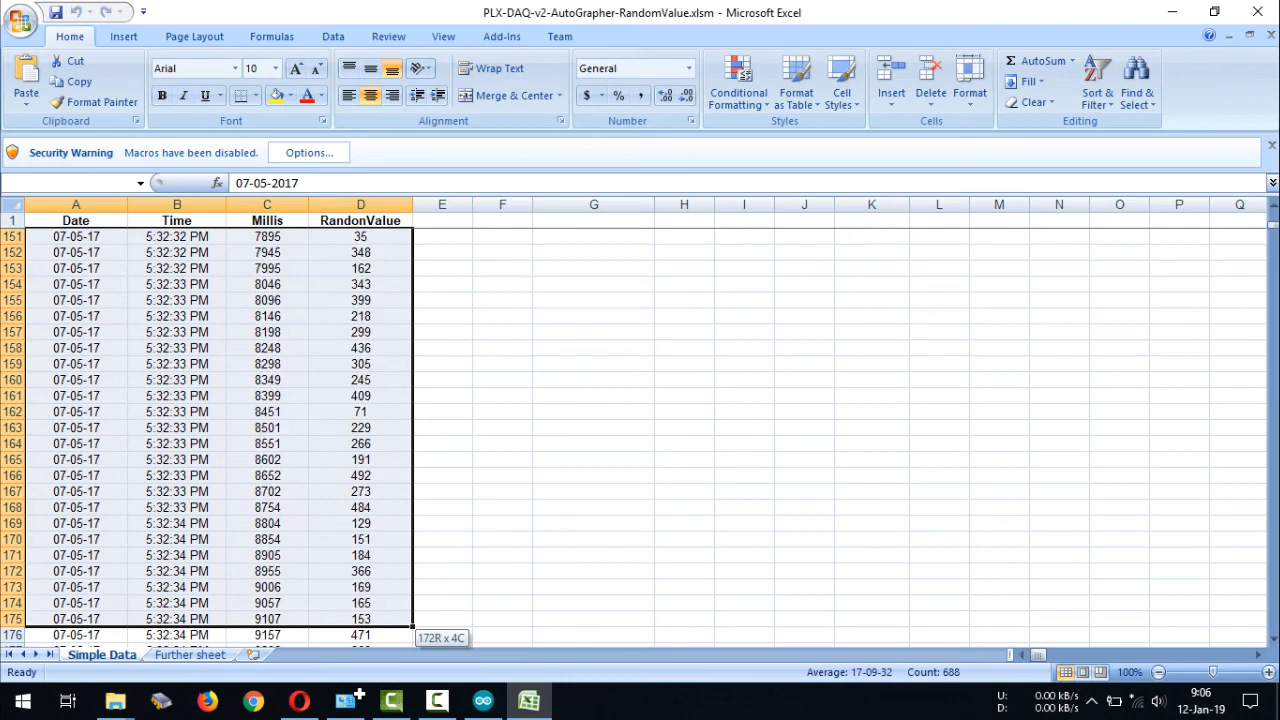 PLX-DAQ-v2-AutoGrapher-RandomValue.xlsm - Microsoft Excel
Home Insert Page Layout Formulas Data Review View Add-Ins Team
Paste Cut Copy Format Painter Clipboard
Arial 10 B I U Font
Wrap Text Merge & Center Alignment
General $ % , Number
Conditional Formatting Format as Table Cell Styles Styles
Insert Delete Format Cells
Σ AutoSum Fill Clear Sort & Filter Find & Select Editing
Security Warning Macros have been disabled. Options...
fx 07-05-2017
A B C D E F G H I J K L M N O P Q
1 Date Time Millis RandonValue
151 07-05-17 5:32:32 PM 7895 35
152 07-05-17 5:32:32 PM 7945 348
153 07-05-17 5:32:32 PM 7995 162
154 07-05-17 5:32:33 PM 8046 343
155 07-05-17 5:32:33 PM 8096 399
156 07-05-17 5:32:33 PM 8146 218
157 07-05-17 5:32:33 PM 8198 299
158 07-05-17 5:32:33 PM 8248 436
159 07-05-17 5:32:33 PM 8298 305
160 07-05-17 5:32:33 PM 8349 245
161 07-05-17 5:32:33 PM 8399 409
162 07-05-17 5:32:33 PM 8451 71
163 07-05-17 5:32:33 PM 8501 229
164 07-05-17 5:32:33 PM 8551 266
165 07-05-17 5:32:33 PM 8602 191
166 07-05-17 5:32:33 PM 8652 492
167 07-05-17 5:32:33 PM 8702 273
168 07-05-17 5:32:33 PM 8754 484
169 07-05-17 5:32:34 PM 8804 129
170 07-05-17 5:32:34 PM 8854 151
171 07-05-17 5:32:34 PM 8905 184
172 07-05-17 5:32:34 PM 8955 366
173 07-05-17 5:32:34 PM 9006 169
174 07-05-17 5:32:34 PM 9057 165
175 07-05-17 5:32:34 PM 9107 153
176 07-05-17 5:32:34 PM 9157 471
172R x 4C
Simple Data Further sheet
Ready Average: 17-09-32 Count: 688 100%
U: 0.00 kB/s
D: 0.00 kB/s
9:06
12-Jan-19